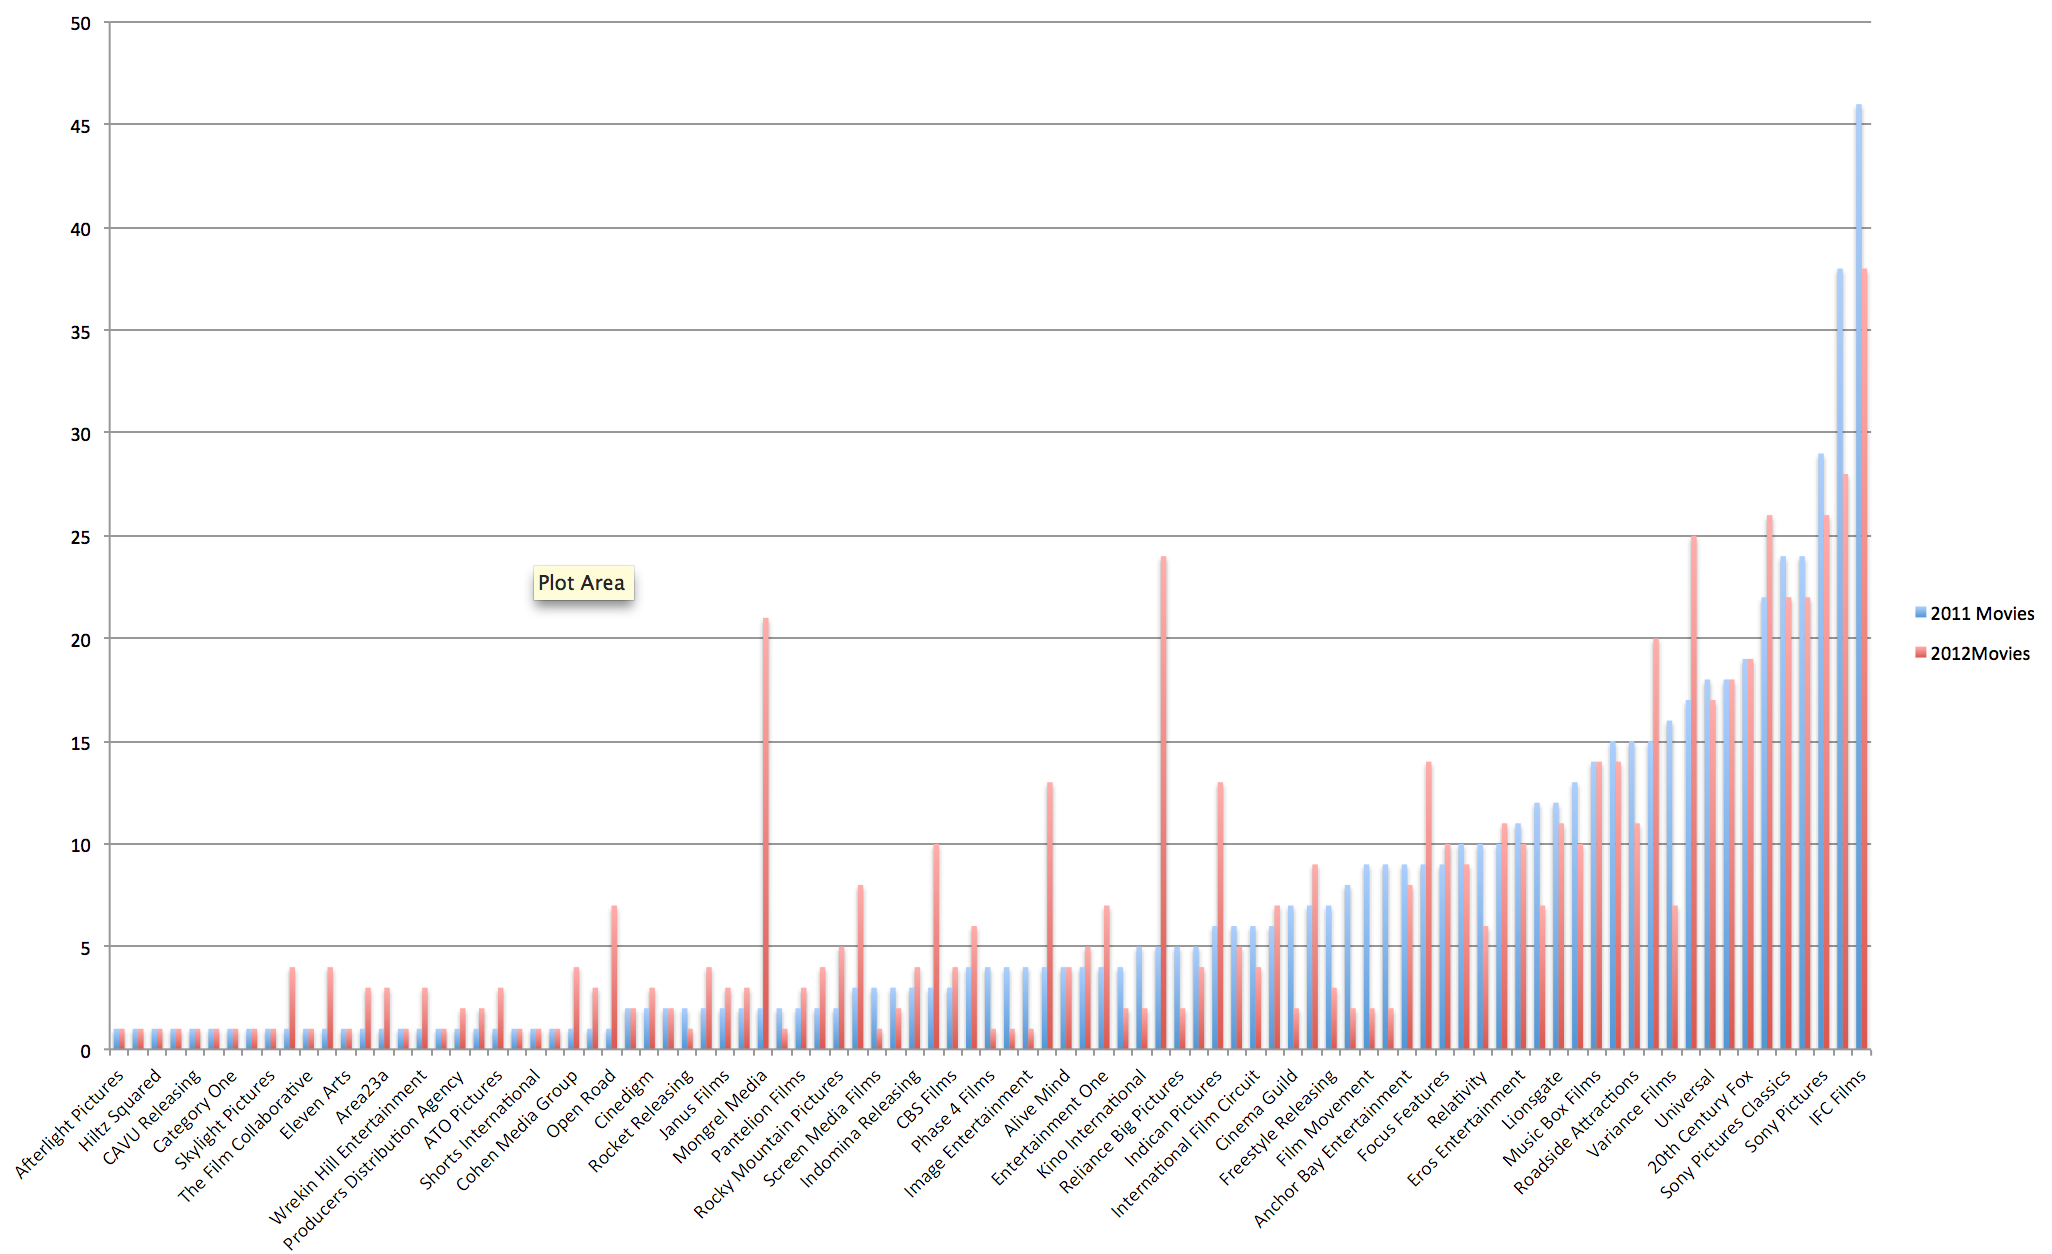 50
45
40
35
30
25
20
15
10
5
0
Plot Area
2011 Movies
2012Movies
Afterlight Pictures
Hiltz Squared
CAVU Releasing
Category One
Skylight Pictures
The Film Collaborative
Eleven Arts
Area23a
Wrekin Hill Entertainment
Producers Distribution Agency
ATO Pictures
Shorts International
Cohen Media Group
Open Road
Cinedigm
Rocket Releasing
Janus Films
Mongrel Media
Pantelion Films
Rocky Mountain Pictures
Screen Media Films
Indomina Releasing
CBS Films
Phase 4 Films
Image Entertainment
Alive Mind
Entertainment One
Kino International
Reliance Big Pictures
Indican Pictures
International Film Circuit
Cinema Guild
Freestyle Releasing
Film Movement
Anchor Bay Entertainment
Focus Features
Relativity
Eros Entertainment
Lionsgate
Music Box Films
Roadside Attractions
Variance Films
Universal
20th Century Fox
Sony Pictures Classics
Sony Pictures
IFC Films